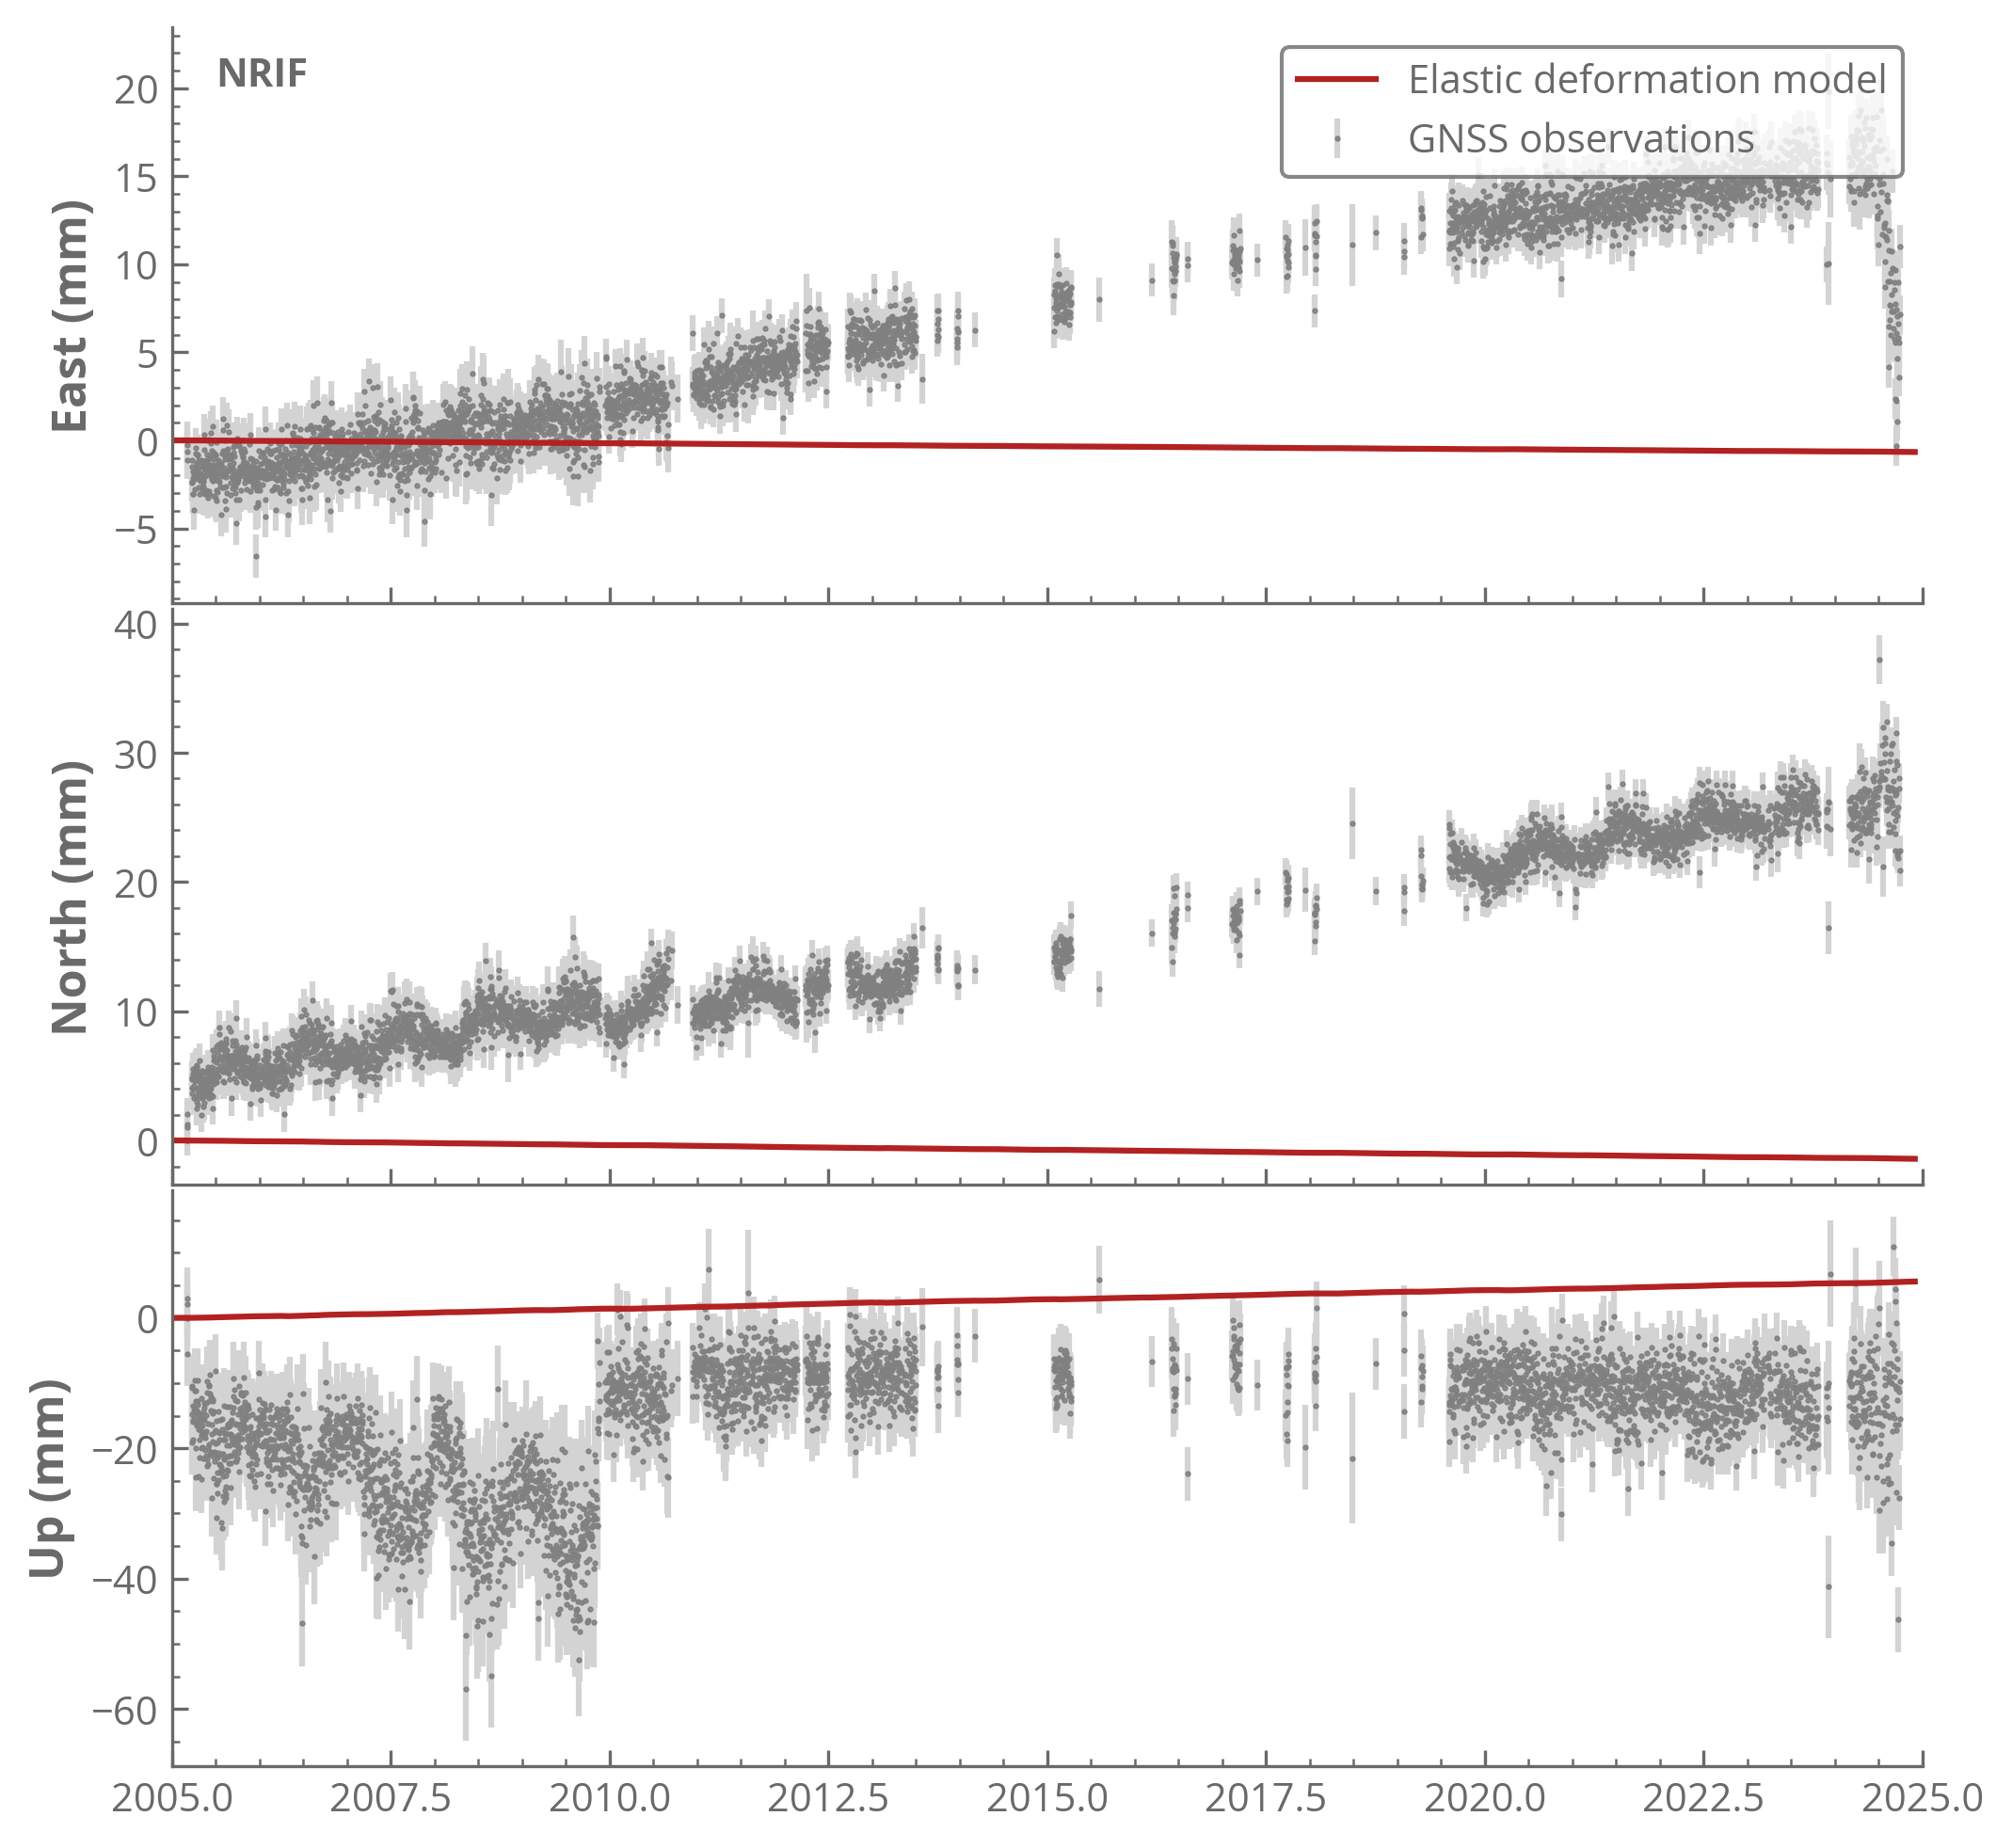 NRIF
Elastic deformation model
GNSS observations
East (mm)
20
15
10
5
0
−5
North (mm)
40
30
20
10
0
Up (mm)
0
−20
−40
−60
2005.0 2007.5 2010.0 2012.5 2015.0 2017.5 2020.0 2022.5 2025.0